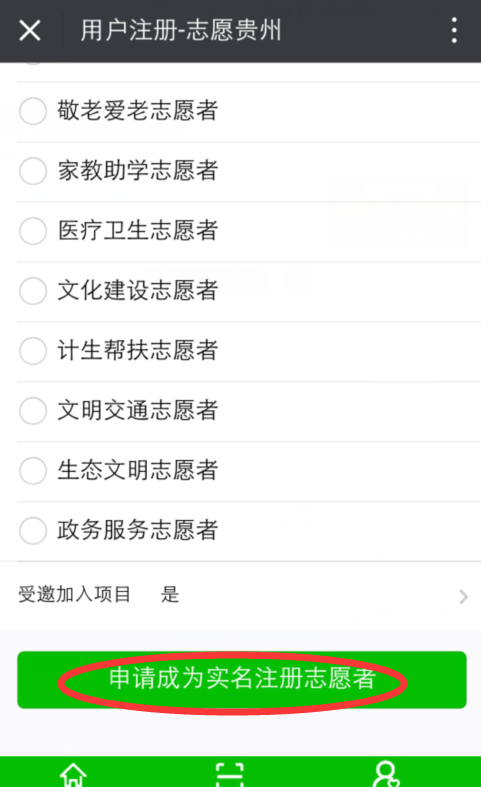 用户注册-志愿贵州
敬老爱老志愿者
家教助学志愿者
医疗卫生志愿者
文化建设志愿者
计生帮扶志愿者
文明交通志愿者
生态文明志愿者
政务服务志愿者
受邀加入项目 是
申请成为实名注册志愿者